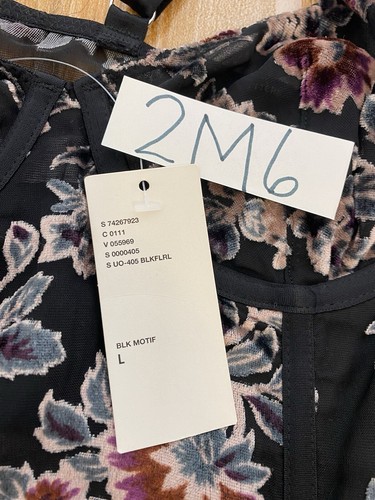 2M6
S 74267923
C 0111
V 055969
S 0000405
S UO-405 BLKFLRL
BLK MOTIF
L